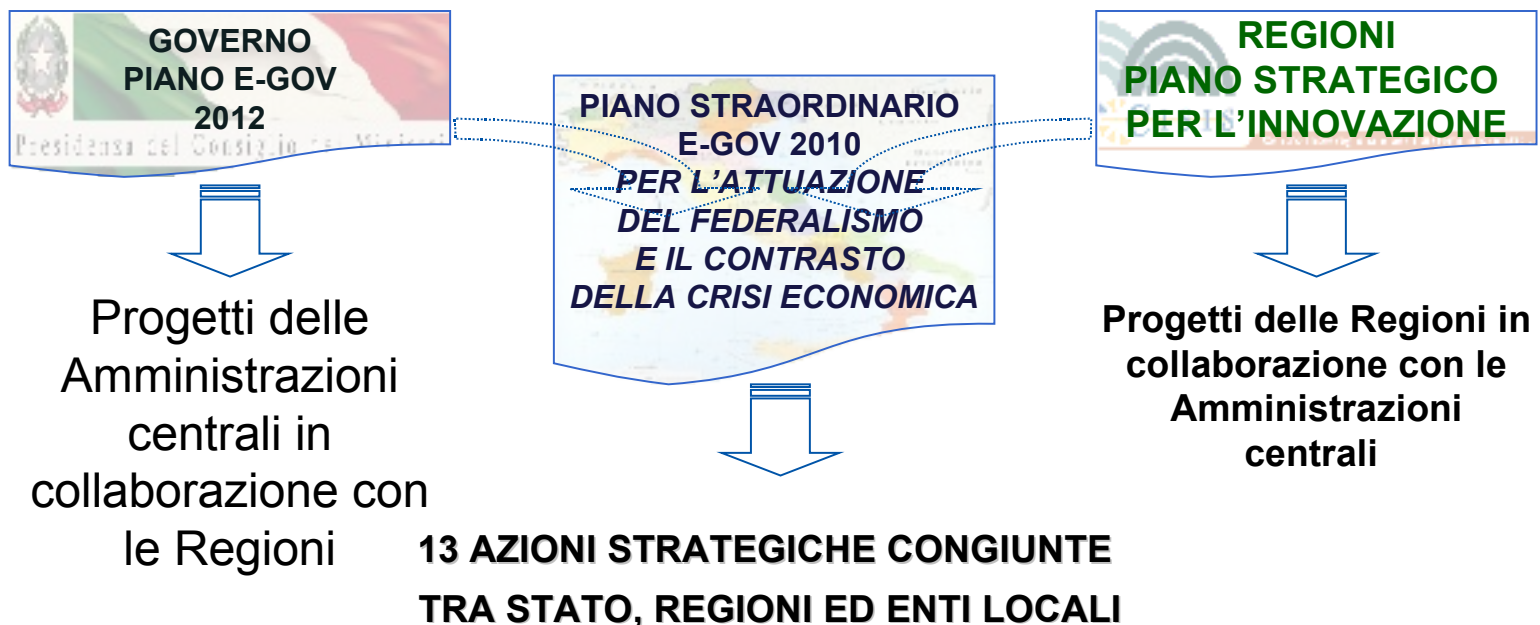 GOVERNO
PIANO E-GOV
2012
Presidenza del Consiglio dei Ministri
PIANO STRAORDINARIO
E-GOV 2010
PER L'ATTUAZIONE
DEL FEDERALISMO
E IL CONTRASTO
DELLA CRISI ECONOMICA
REGIONI
PIANO STRATEGICO
PER L'INNOVAZIONE
Progetti delle
Amministrazioni
centrali in
collaborazione con
le Regioni
Progetti delle Regioni in
collaborazione con le
Amministrazioni
centrali
13 AZIONI STRATEGICHE CONGIUNTE
TRA STATO, REGIONI ED ENTI LOCALI